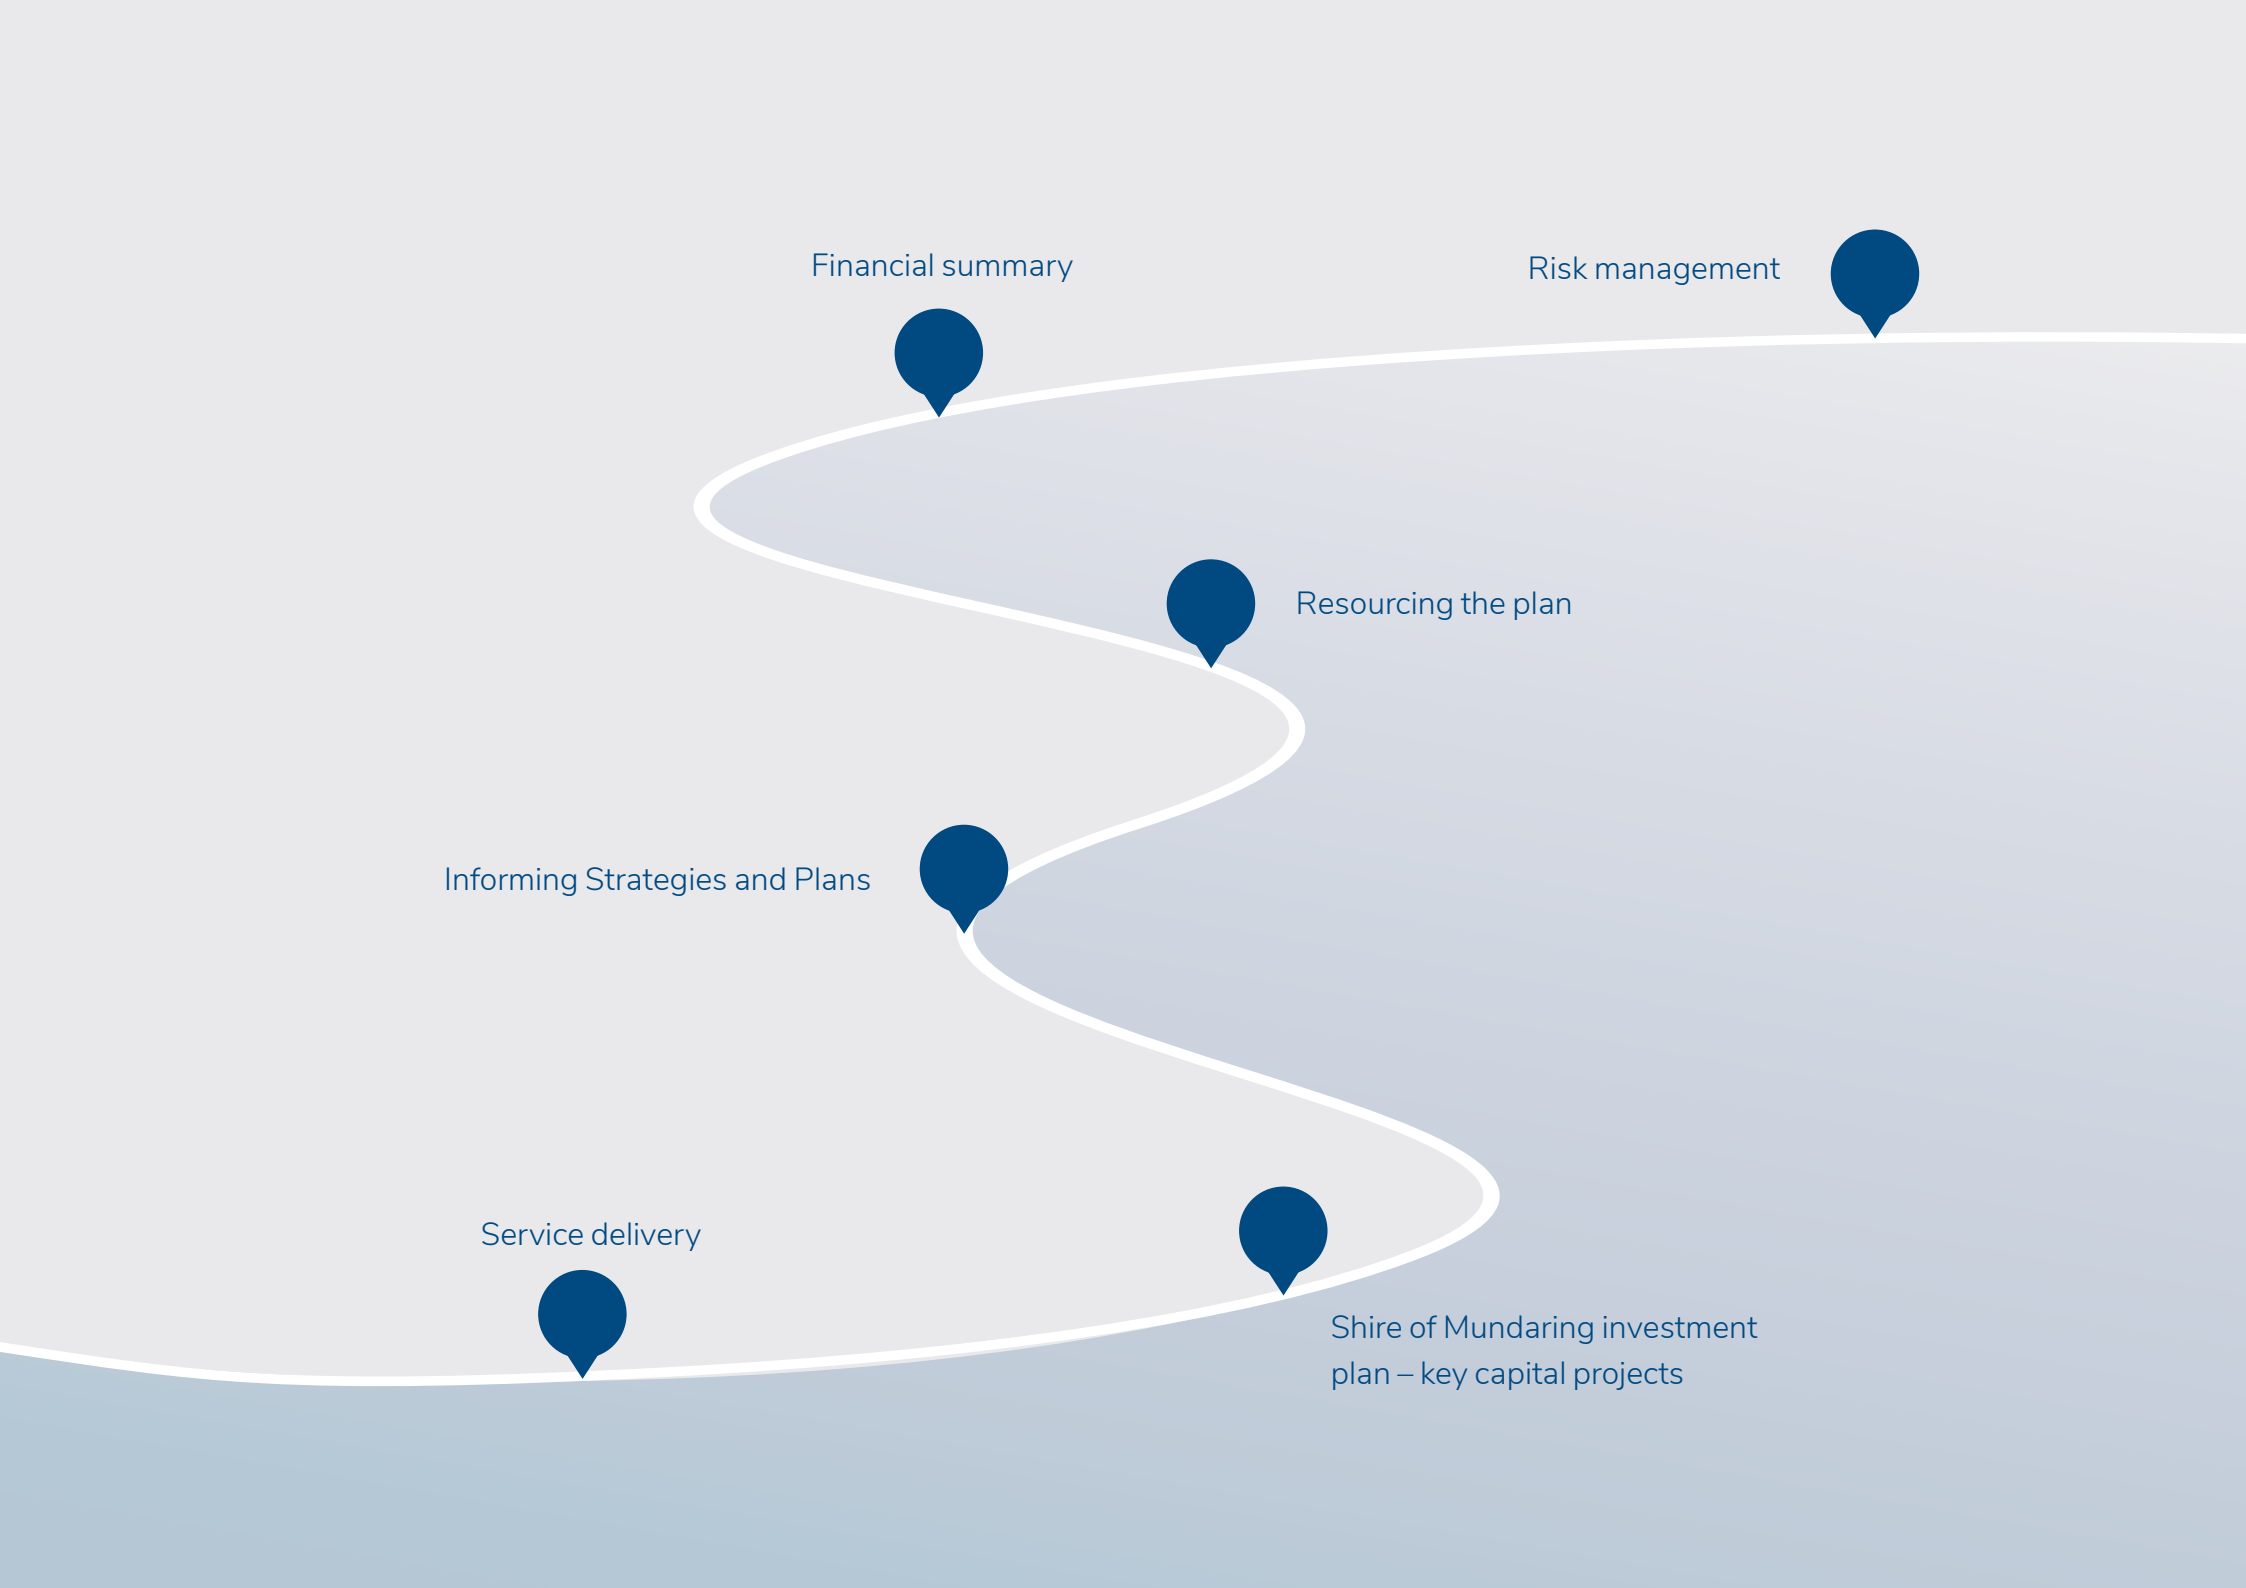 Financial summary
Risk management
Resourcing the plan
Informing Strategies and Plans
Service delivery
Shire of Mundaring investment
plan – key capital projects